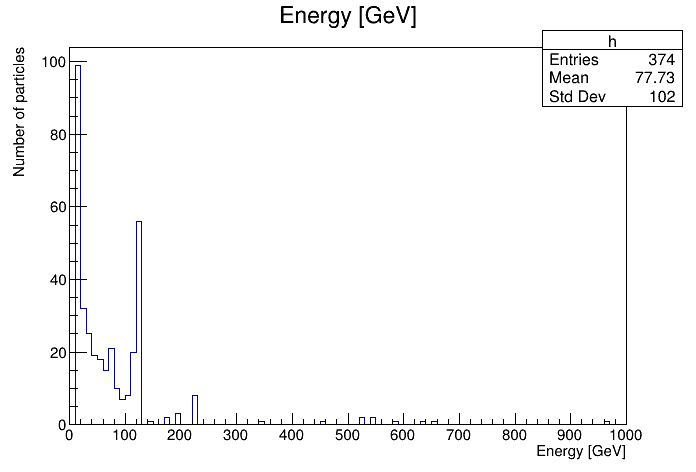 Energy [GeV]
h
Entries 374
Mean 77.73
Std Dev 102
Number of particles
100
80
60
40
20
0
0 100 200 300 400 500 600 700 800 900 1000
Energy [GeV]